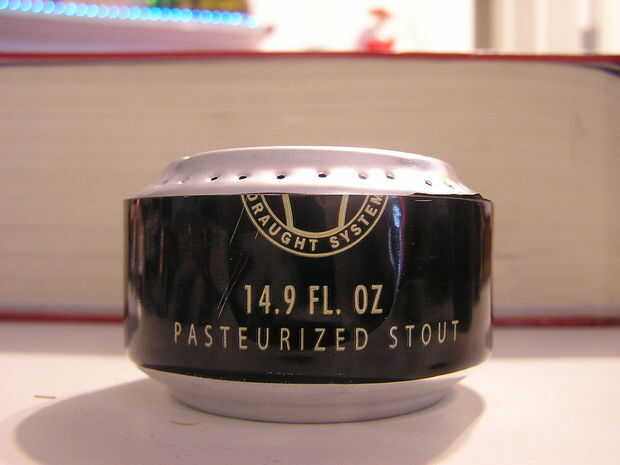 DRAUGHT SYSTEM
14.9 FL. OZ
PASTEURIZED STOUT